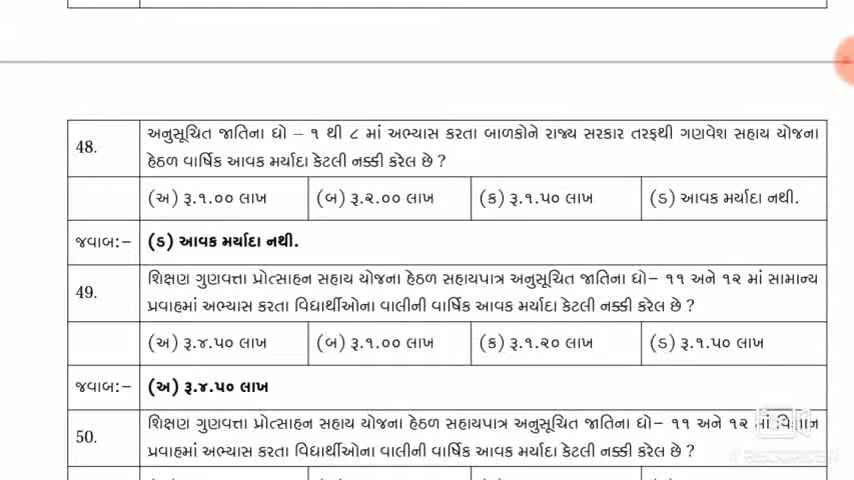 48.
અનુસૂચિત જાતિના ધો – ૧ થી ૮ માં અભ્યાસ કરતા બાળકોને રાજ્ય સરકાર તરફથી ગણવેશ સહાય યોજના
હેઠળ વાર્ષિક આવક મર્યાદા કેટલી નક્કી કરેલ છે ?
(અ) રૂ.૧.૦૦ લાખ (બ) રૂ.૨.૦૦ લાખ (ક) રૂ.૧.૫૦ લાખ (ડ) આવક મર્યાદા નથી.
જવાબ:– (ડ) આવક મર્યાદા નથી.
49.
શિક્ષણ ગુણવત્તા પ્રોત્સાહન સહાય યોજના હેઠળ સહાયપાત્ર અનુસૂચિત જાતિના ધો– ૧૧ અને ૧૨ માં સામાન્ય
પ્રવાહમાં અભ્યાસ કરતા વિદ્યાર્થીઓના વાલીની વાર્ષિક આવક મર્યાદા કેટલી નક્કી કરેલ છે ?
(અ) રૂ.૪.૫૦ લાખ (બ) રૂ.૧.૦૦ લાખ (ક) રૂ.૧.૨૦ લાખ (ડ) રૂ.૧.૫૦ લાખ
જવાબ:– (અ) રૂ.૪.૫૦ લાખ
50.
શિક્ષણ ગુણવત્તા પ્રોત્સાહન સહાય યોજના હેઠળ સહાયપાત્ર અનુસૂચિત જાતિના ધો– ૧૧ અને ૧૨ માં વિજ્ઞાન
પ્રવાહમાં અભ્યાસ કરતા વિદ્યાર્થીઓના વાલીની વાર્ષિક આવક મર્યાદા કેટલી નક્કી કરેલ છે ?